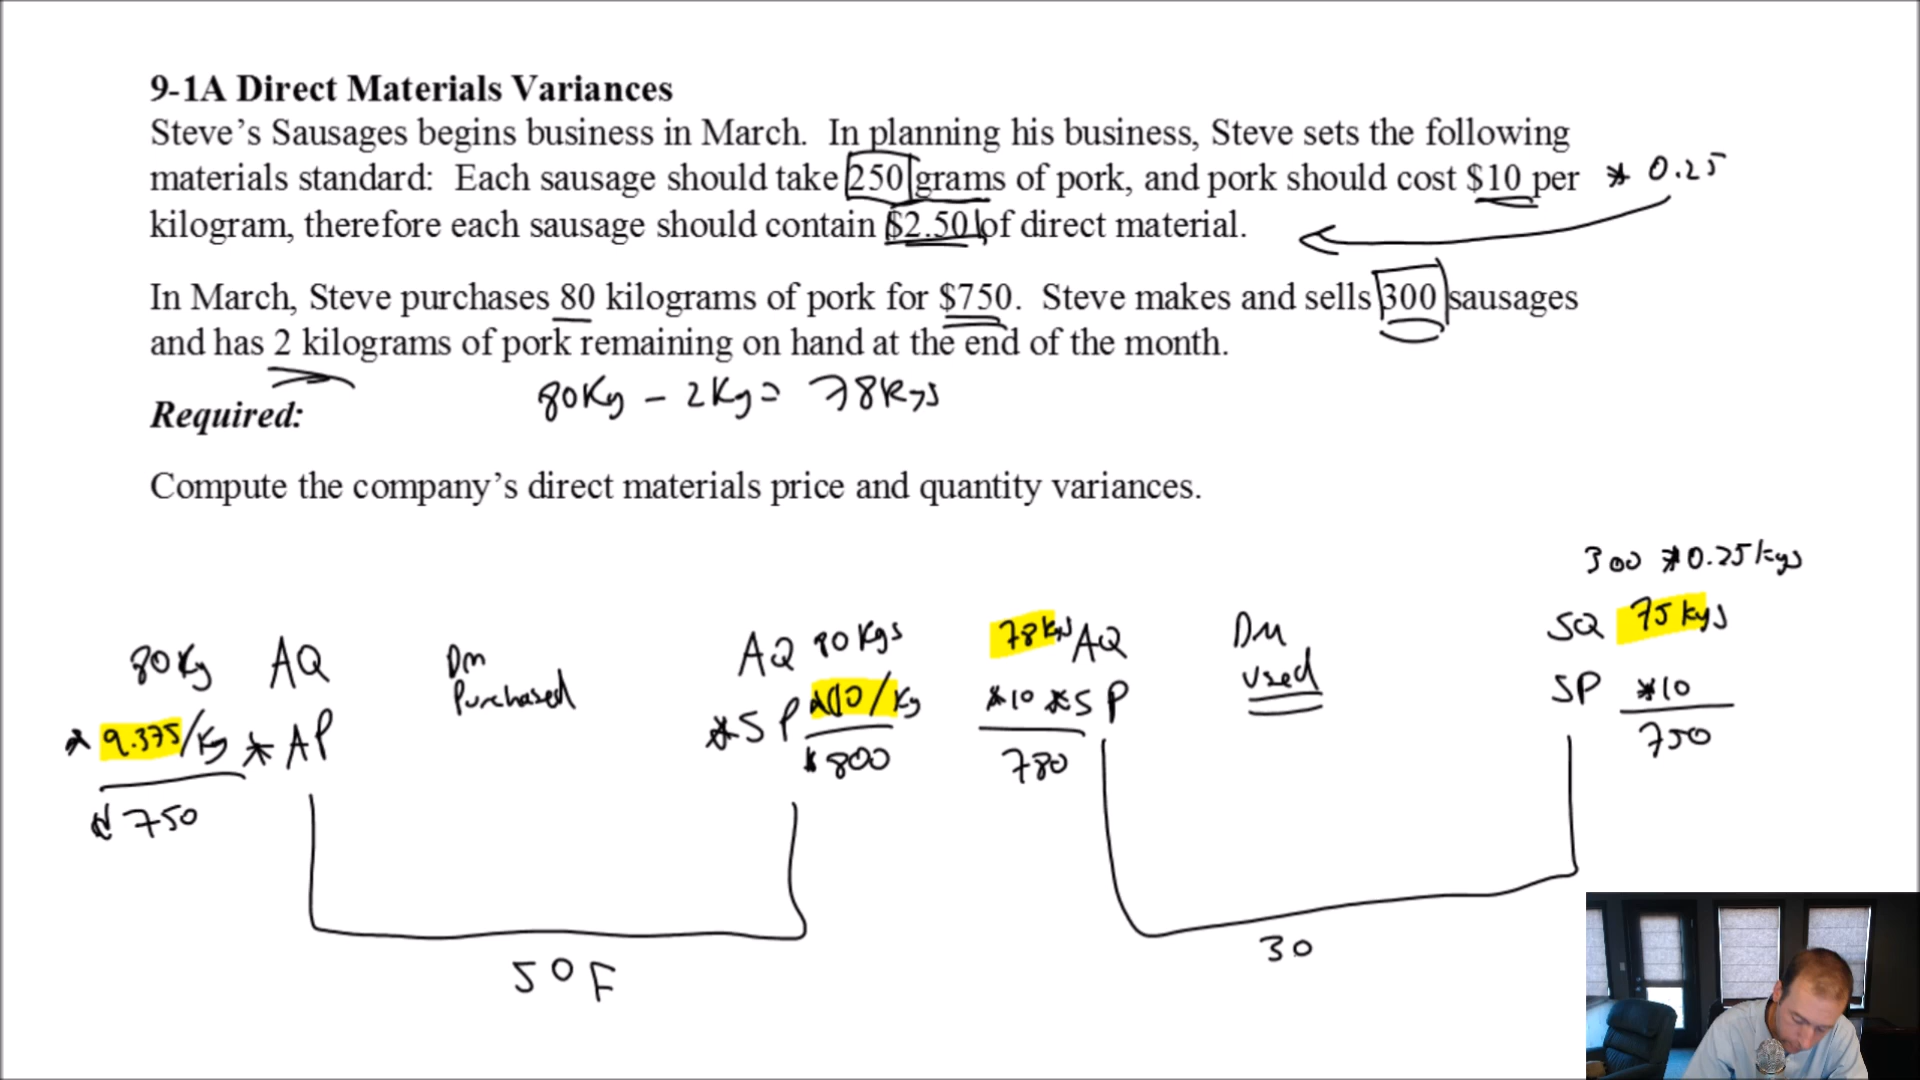 9-1A Direct Materials Variances
Steve's Sausages begins business in March. In planning his business, Steve sets the following
materials standard: Each sausage should take 250 grams of pork, and pork should cost $10 per * 0.25
kilogram, therefore each sausage should contain $2.50 of direct material.
In March, Steve purchases 80 kilograms of pork for $750. Steve makes and sells 300 sausages
and has 2 kilograms of pork remaining on hand at the end of the month.
80Kg - 2Kg = 78Kgs
Required:
Compute the company's direct materials price and quantity variances.
300 * 0.25 kgs
80Kg AQ
* 9.375/Kg * AP
$750
DM
Purchased
AQ 80Kgs
* SP *10/Kg
$800
78Kgs AQ
*10 * SP
780
DM
Used
SQ 75 kgs
SP *10
750
50 F
30